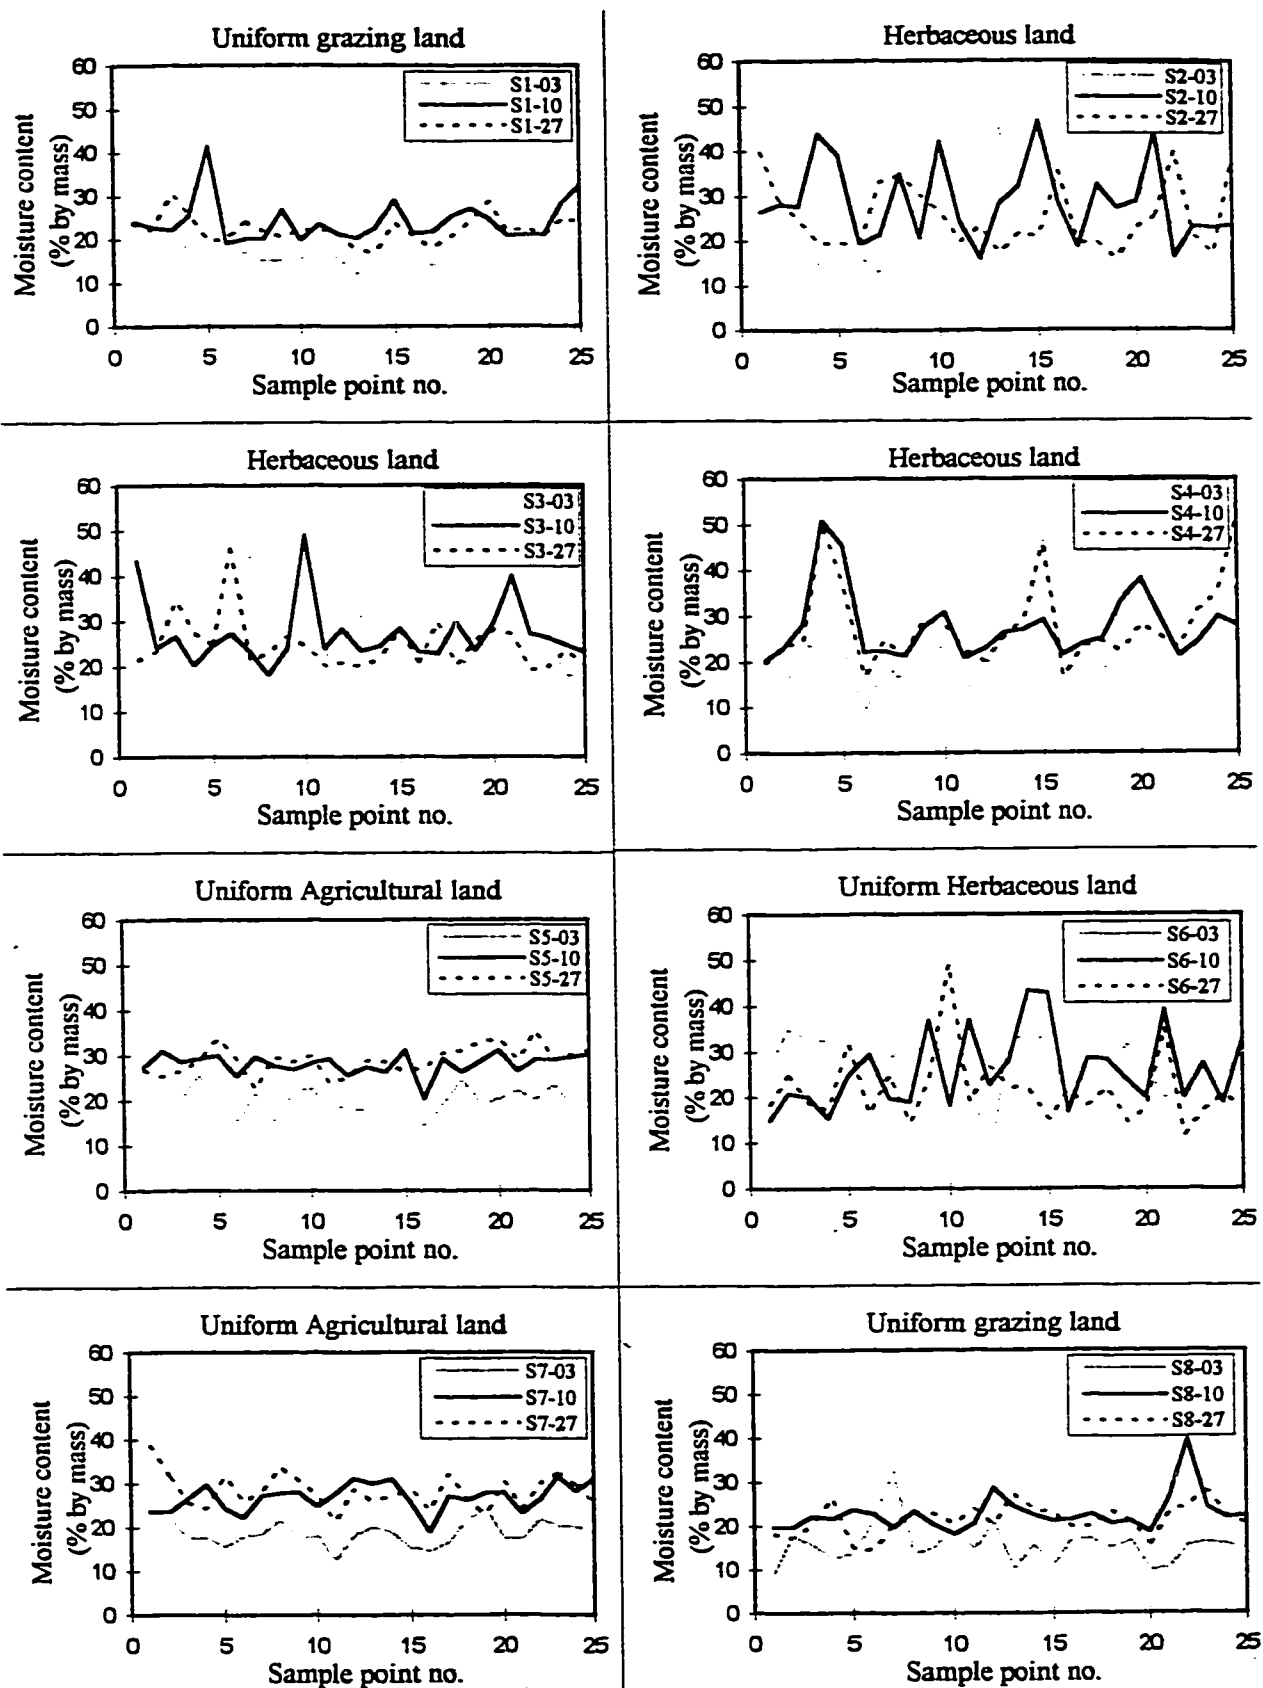 Uniform grazing land
60
50
40
30
20
10
0
S1-03
S1-10
S1-27
Moisture content
(% by mass)
0 5 10 15 20 25
Sample point no.
Herbaceous land
60
50
40
30
20
10
0
S2-03
S2-10
S2-27
Moisture content
(% by mass)
0 5 10 15 20 25
Sample point no.
Herbaceous land
60
50
40
30
20
10
0
S3-03
S3-10
S3-27
Moisture content
(% by mass)
0 5 10 15 20 25
Sample point no.
Herbaceous land
60
50
40
30
20
10
0
S4-03
S4-10
S4-27
Moisture content
(% by mass)
0 5 10 15 20 25
Sample point no.
Uniform Agricultural land
60
50
40
30
20
10
0
S5-03
S5-10
S5-27
Moisture content
(% by mass)
0 5 10 15 20 25
Sample point no.
Uniform Herbaceous land
60
50
40
30
20
10
0
S6-03
S6-10
S6-27
Moisture content
(% by mass)
0 5 10 15 20 25
Sample point no.
Uniform Agricultural land
60
50
40
30
20
10
0
S7-03
S7-10
S7-27
Moisture content
(% by mass)
0 5 10 15 20 25
Sample point no.
Uniform grazing land
60
50
40
30
20
10
0
S8-03
S8-10
S8-27
Moisture content
(% by mass)
0 5 10 15 20 25
Sample point no.